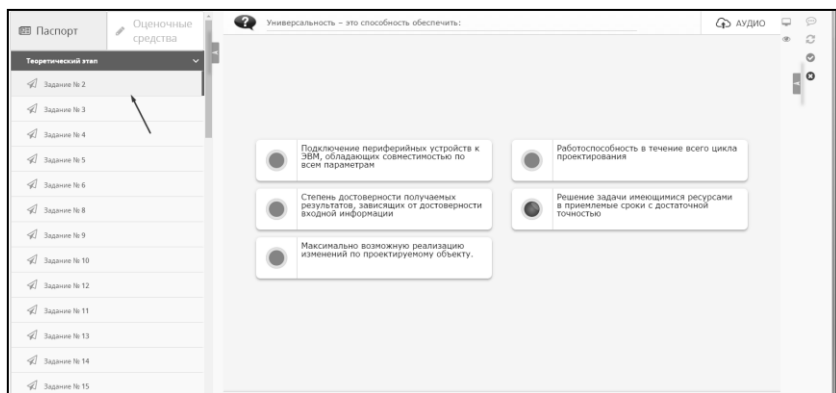 Паспорт
Оценочные
средства
Теоретический этап
Задание № 2
Задание № 3
Задание № 4
Задание № 5
Задание № 6
Задание № 8
Задание № 9
Задание № 10
Задание № 12
Задание № 11
Задание № 13
Задание № 14
Задание № 15
Универсальность – это способность обеспечить:
АУДИО
Подключение периферийных устройств к
ЭВМ, обладающих совместимостью по
всем параметрам
Работоспособность в течение всего цикла
проектирования
Степень достоверности получаемых
результатов, зависящих от достоверности
входной информации
Решение задачи имеющимися ресурсами
в приемлемые сроки с достаточной
точностью
Максимально возможную реализацию
изменений по проектируемому объекту.